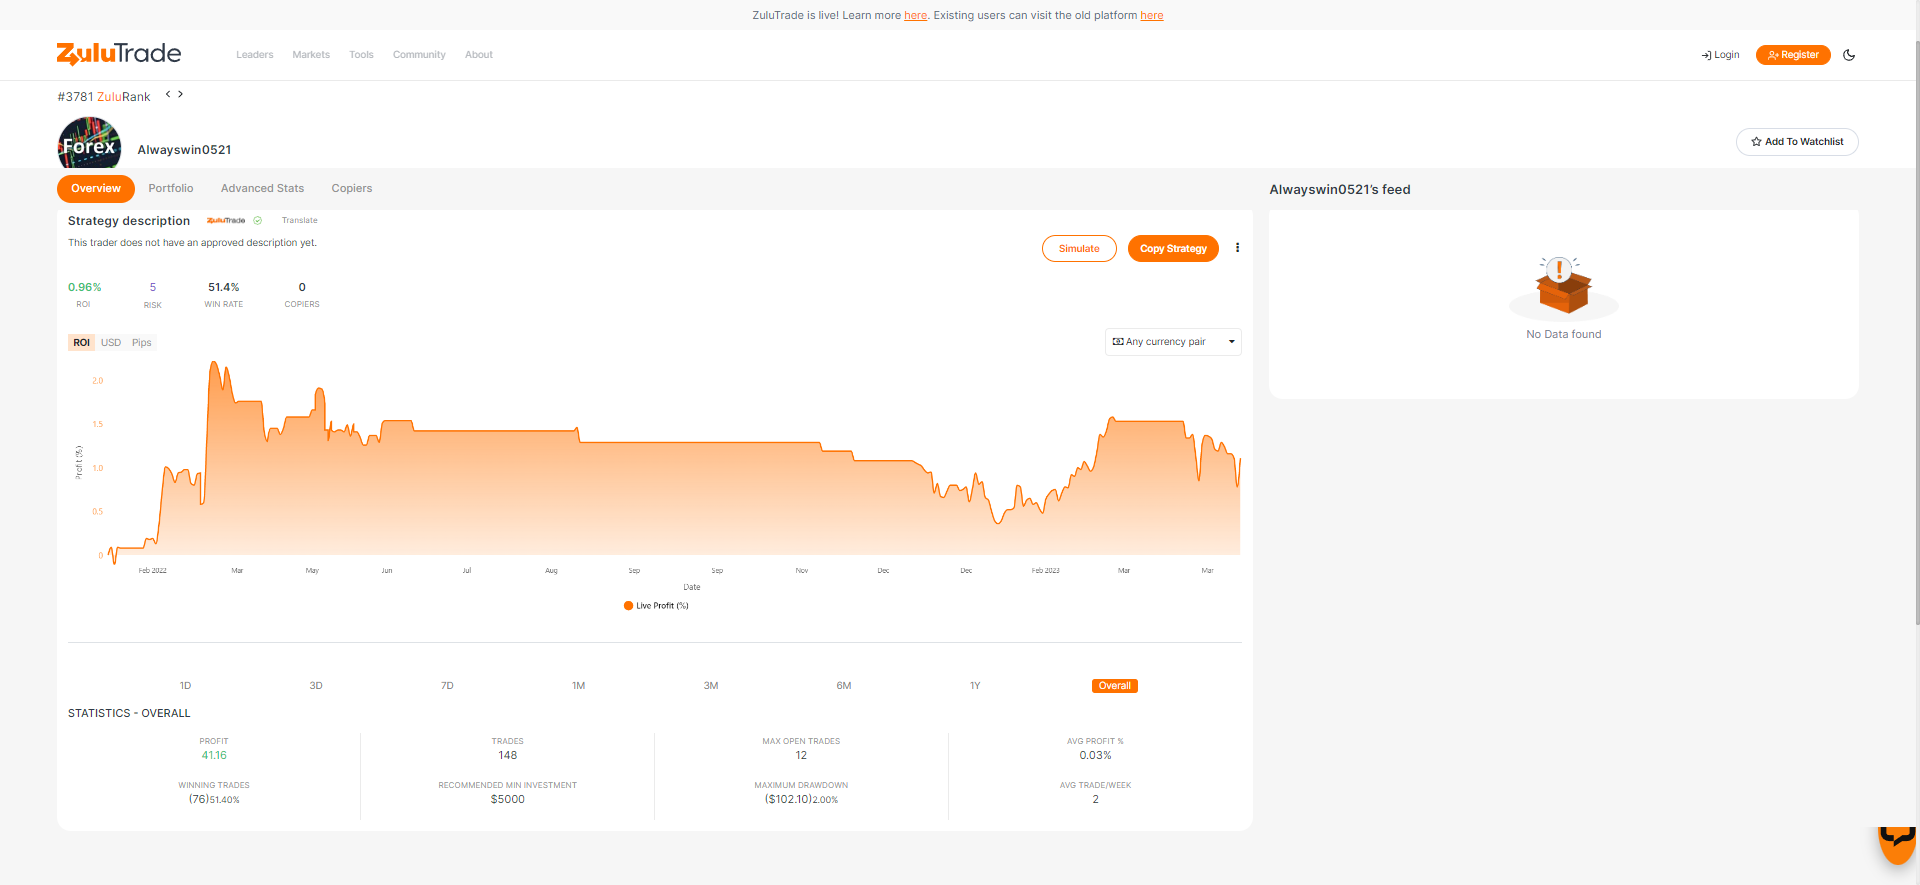 ZuluTrade is live! Learn more here. Existing users can visit the old platform here
ZuluTrade
Leaders Markets Tools Community About
Login
Register
#3781 ZuluRank
Forex
Alwayswin0521
Add To Watchlist
Overview Portfolio Advanced Stats Copiers
Alwayswin0521's feed
Strategy description ZuluTrade Translate
This trader does not have an approved description yet.
Simulate
Copy Strategy
0.96% 5 51.4% 0
ROI RISK WIN RATE COPIERS
No Data found
ROI USD Pips
Any currency pair
2.0
1.5
1.0
0.5
0
Profit (%)
Feb 2022 Mar May Jun Jul Aug Sep Sep Nov Dec Dec Feb 2023 Mar Mar
Date
Live Profit (%)
1D 3D 7D 1M 3M 6M 1Y Overall
STATISTICS - OVERALL
PROFIT TRADES MAX OPEN TRADES AVG PROFIT %
41.16 148 12 0.03%
WINNING TRADES RECOMMENDED MIN INVESTMENT MAXIMUM DRAWDOWN AVG TRADE/WEEK
(76)51.40% $5000 ($102.10)2.00% 2